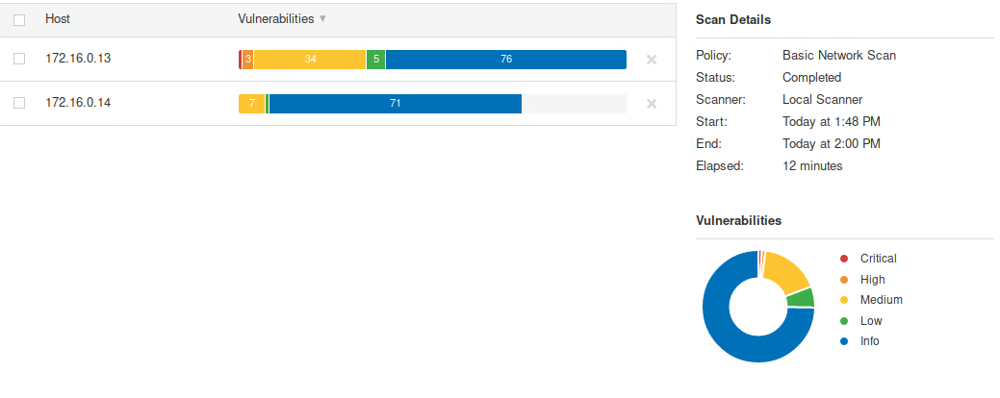 Host Vulnerabilities
172.16.0.13 3 34 5 76
172.16.0.14 7 71
Scan Details
Policy: Basic Network Scan
Status: Completed
Scanner: Local Scanner
Start: Today at 1:48 PM
End: Today at 2:00 PM
Elapsed: 12 minutes
Vulnerabilities
Critical
High
Medium
Low
Info